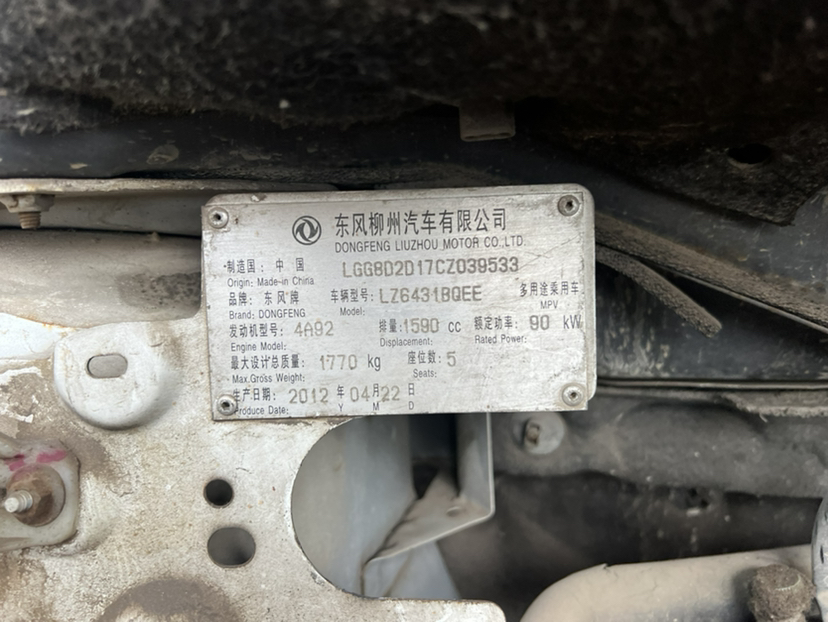 东风柳州汽车有限公司
DONGFENG LIUZHOU MOTOR CO.,LTD.
制造国：中国 LGG8D2D17CZ039533
Origin: Made-in China
品牌：东风牌 车辆型号：LZ6431BQEE 多用途乘用车
Brand: DONGFENG Model: MPV
发动机型号：4A92 排量：1590 cc 额定功率：90 kW
Engine Model: Displacement: Rated Power:
最大设计总质量：1770 kg 座位数：5
Max.Gross Weight: Seats:
生产日期：2012 年 04 月 22 日
Produce Date: Y M D